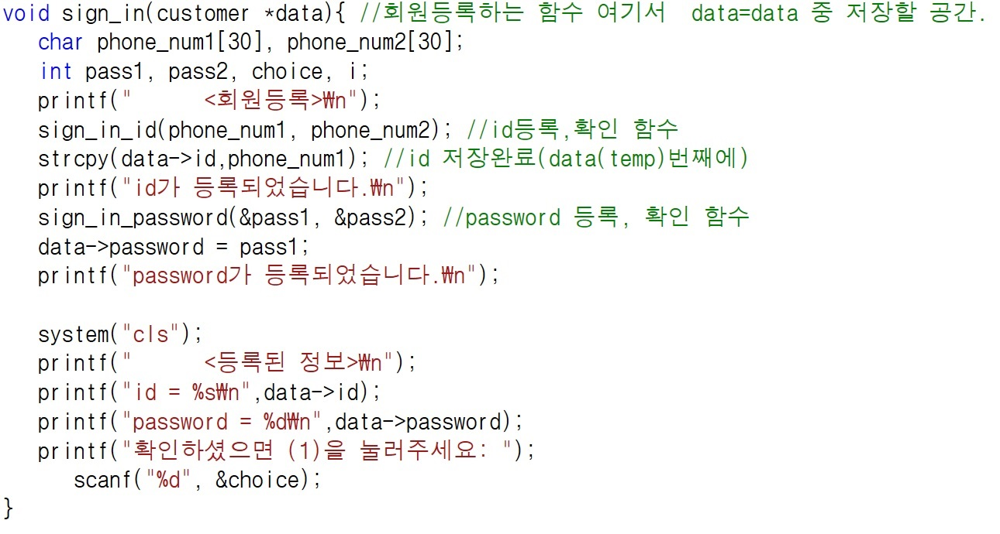 void sign_in(customer *data){ //회원등록하는 함수 여기서  data=data 중 저장할 공간.
   char phone_num1[30], phone_num2[30];
   int pass1, pass2, choice, i;
   printf("      <회원등록>₩n");
   sign_in_id(phone_num1, phone_num2); //id등록,확인 함수
   strcpy(data->id,phone_num1); //id 저장완료(data(temp)번째에)
   printf("id가 등록되었습니다.₩n");
   sign_in_password(&pass1, &pass2); //password 등록, 확인 함수
   data->password = pass1;
   printf("password가 등록되었습니다.₩n");

   system("cls");
   printf("      <등록된 정보>₩n");
   printf("id = %s₩n",data->id);
   printf("password = %d₩n",data->password);
   printf("확인하셨으면 (1)을 눌러주세요: ");
      scanf("%d", &choice);
}